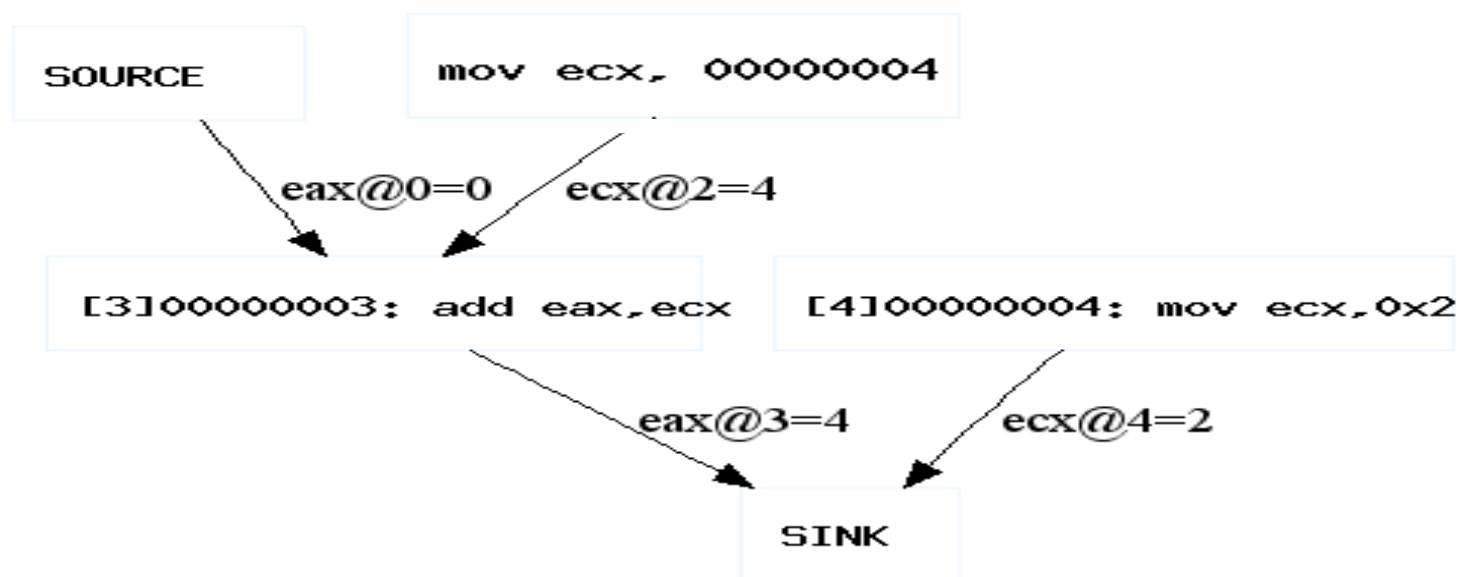 SOURCE
mov ecx, 00000004
eax@0=0
ecx@2=4
[3]00000003: add eax,ecx
[4]00000004: mov ecx,0x2
eax@3=4
ecx@4=2
SINK